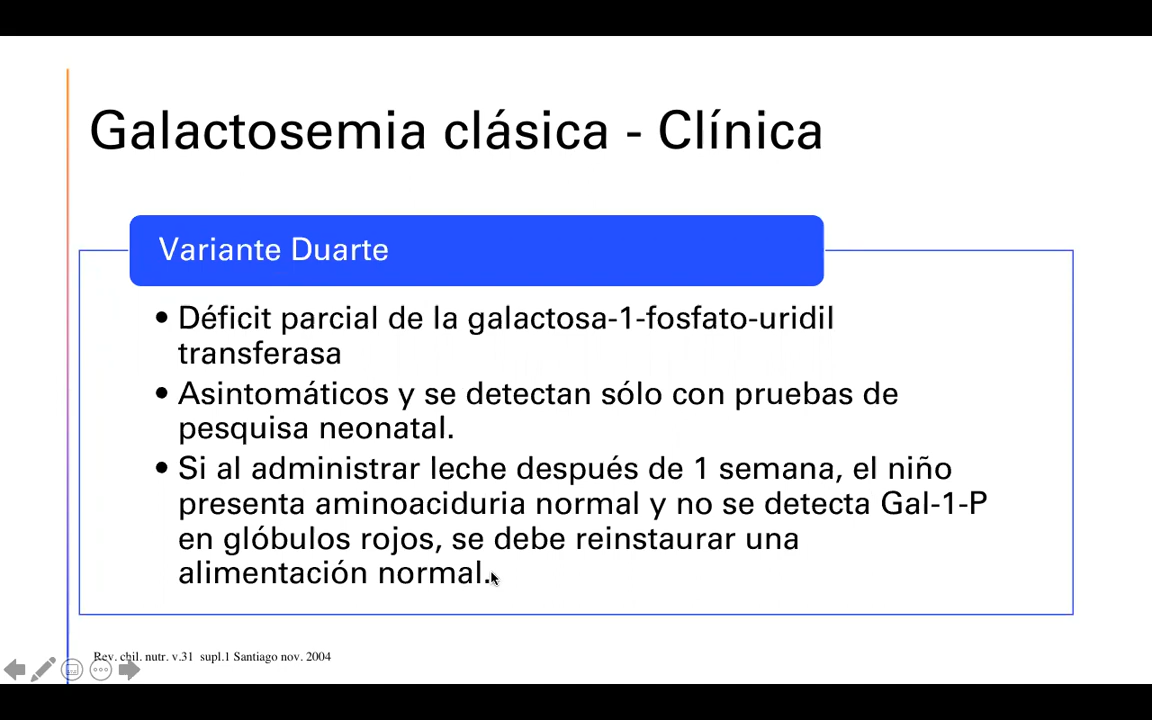 Galactosemia clásica - Clínica
Variante Duarte
• Déficit parcial de la galactosa-1-fosfato-uridil
transferasa
• Asintomáticos y se detectan sólo con pruebas de
pesquisa neonatal.
• Si al administrar leche después de 1 semana, el niño
presenta aminoaciduria normal y no se detecta Gal-1-P
en glóbulos rojos, se debe reinstaurar una
alimentación normal.
Rev. chil. nutr. v.31 supl.1 Santiago nov. 2004